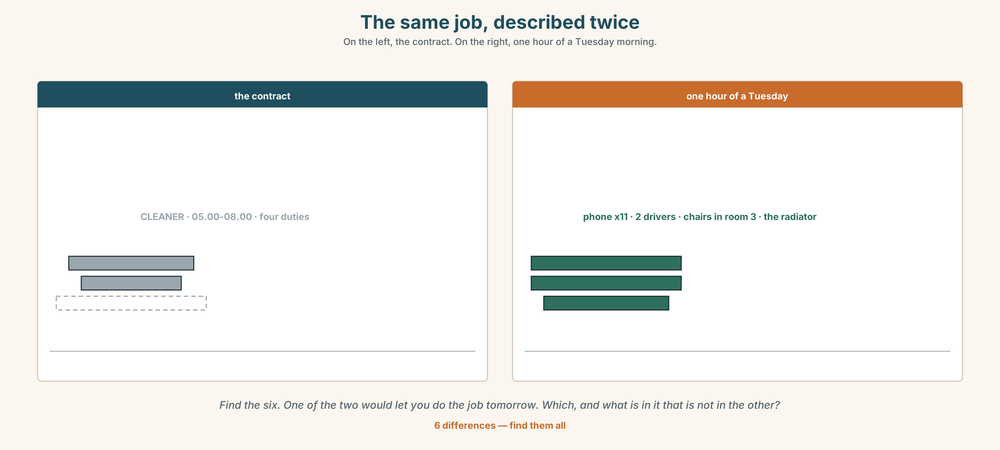 The same job, described twice
On the left, the contract. On the right, one hour of a Tuesday morning.
the contract
one hour of a Tuesday
CLEANER · 05.00-08.00 · four duties
phone x11 · 2 drivers · chairs in room 3 · the radiator
Find the six. One of the two would let you do the job tomorrow. Which, and what is in it that is not in the other?
6 differences — find them all